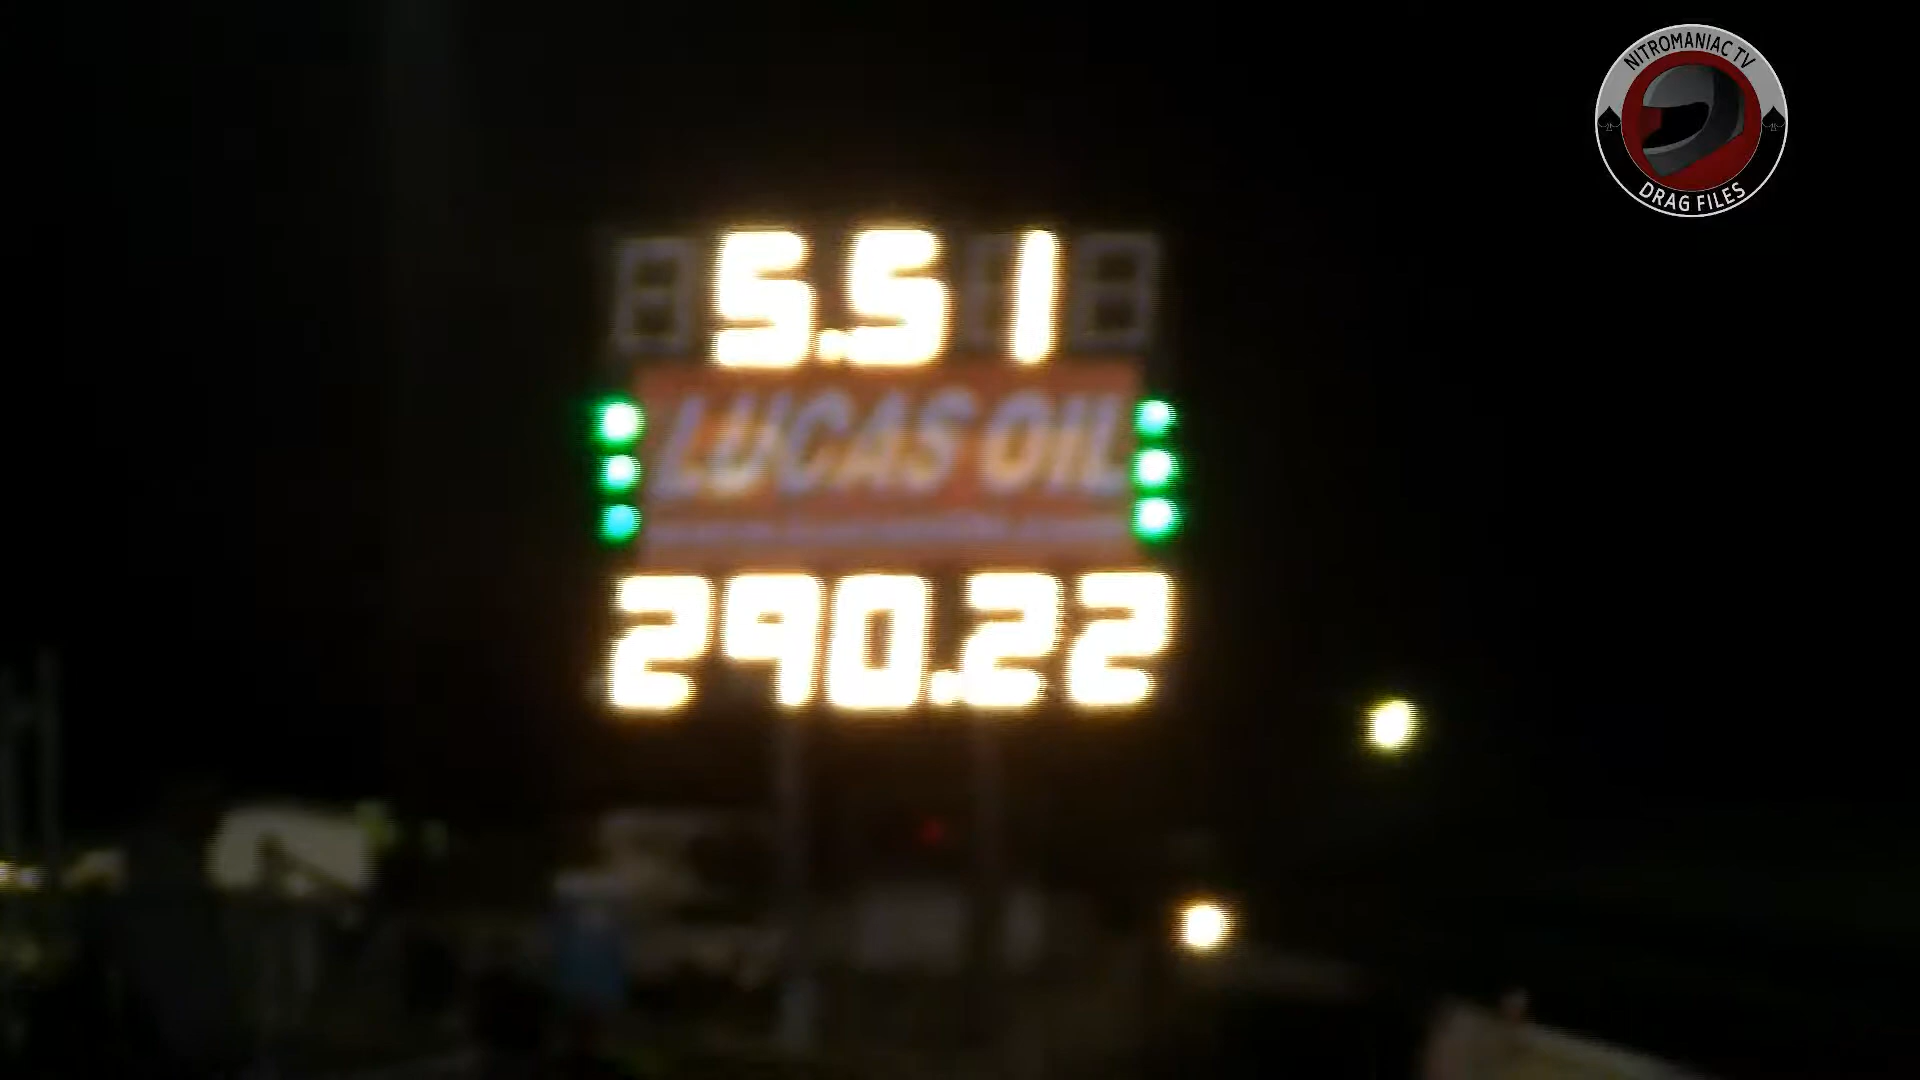 NITROMANIAC TV
DRAG FILES
5.51
LUCAS OIL
290.22